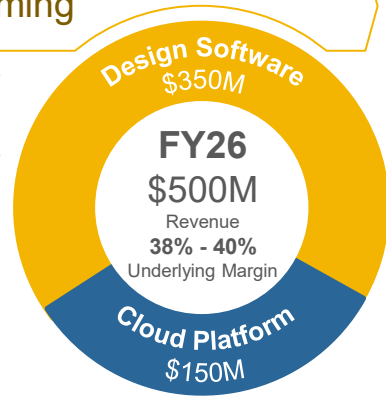 ming
Design Software
$350M
FY26
$500M
Revenue
38% - 40%
Underlying Margin
Cloud Platform
$150M